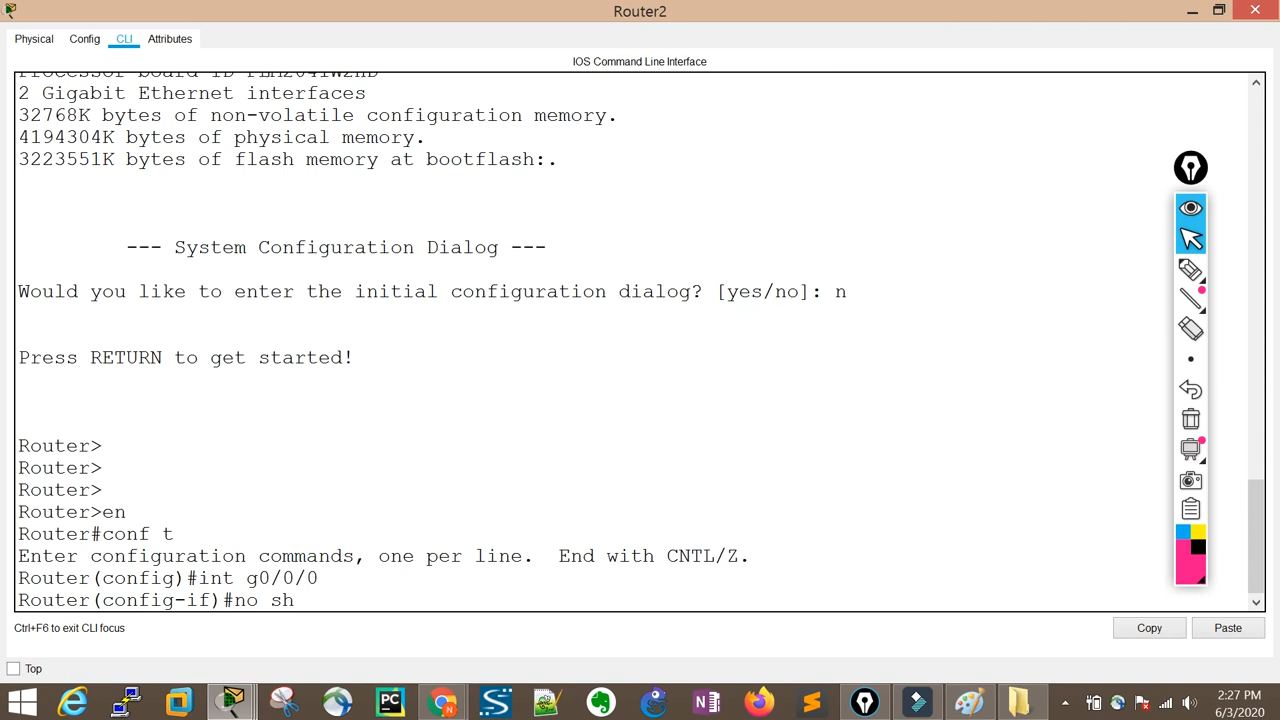 Router2
Physical Config CLI Attributes
IOS Command Line Interface
2 Gigabit Ethernet interfaces
32768K bytes of non-volatile configuration memory.
4194304K bytes of physical memory.
3223551K bytes of flash memory at bootflash:.
--- System Configuration Dialog ---
Would you like to enter the initial configuration dialog? [yes/no]: n
Press RETURN to get started!
Router>
Router>
Router>
Router>en
Router#conf t
Enter configuration commands, one per line.  End with CNTL/Z.
Router(config)#int g0/0/0
Router(config-if)#no sh
Ctrl+F6 to exit CLI focus
Copy Paste
Top
2:27 PM
6/3/2020